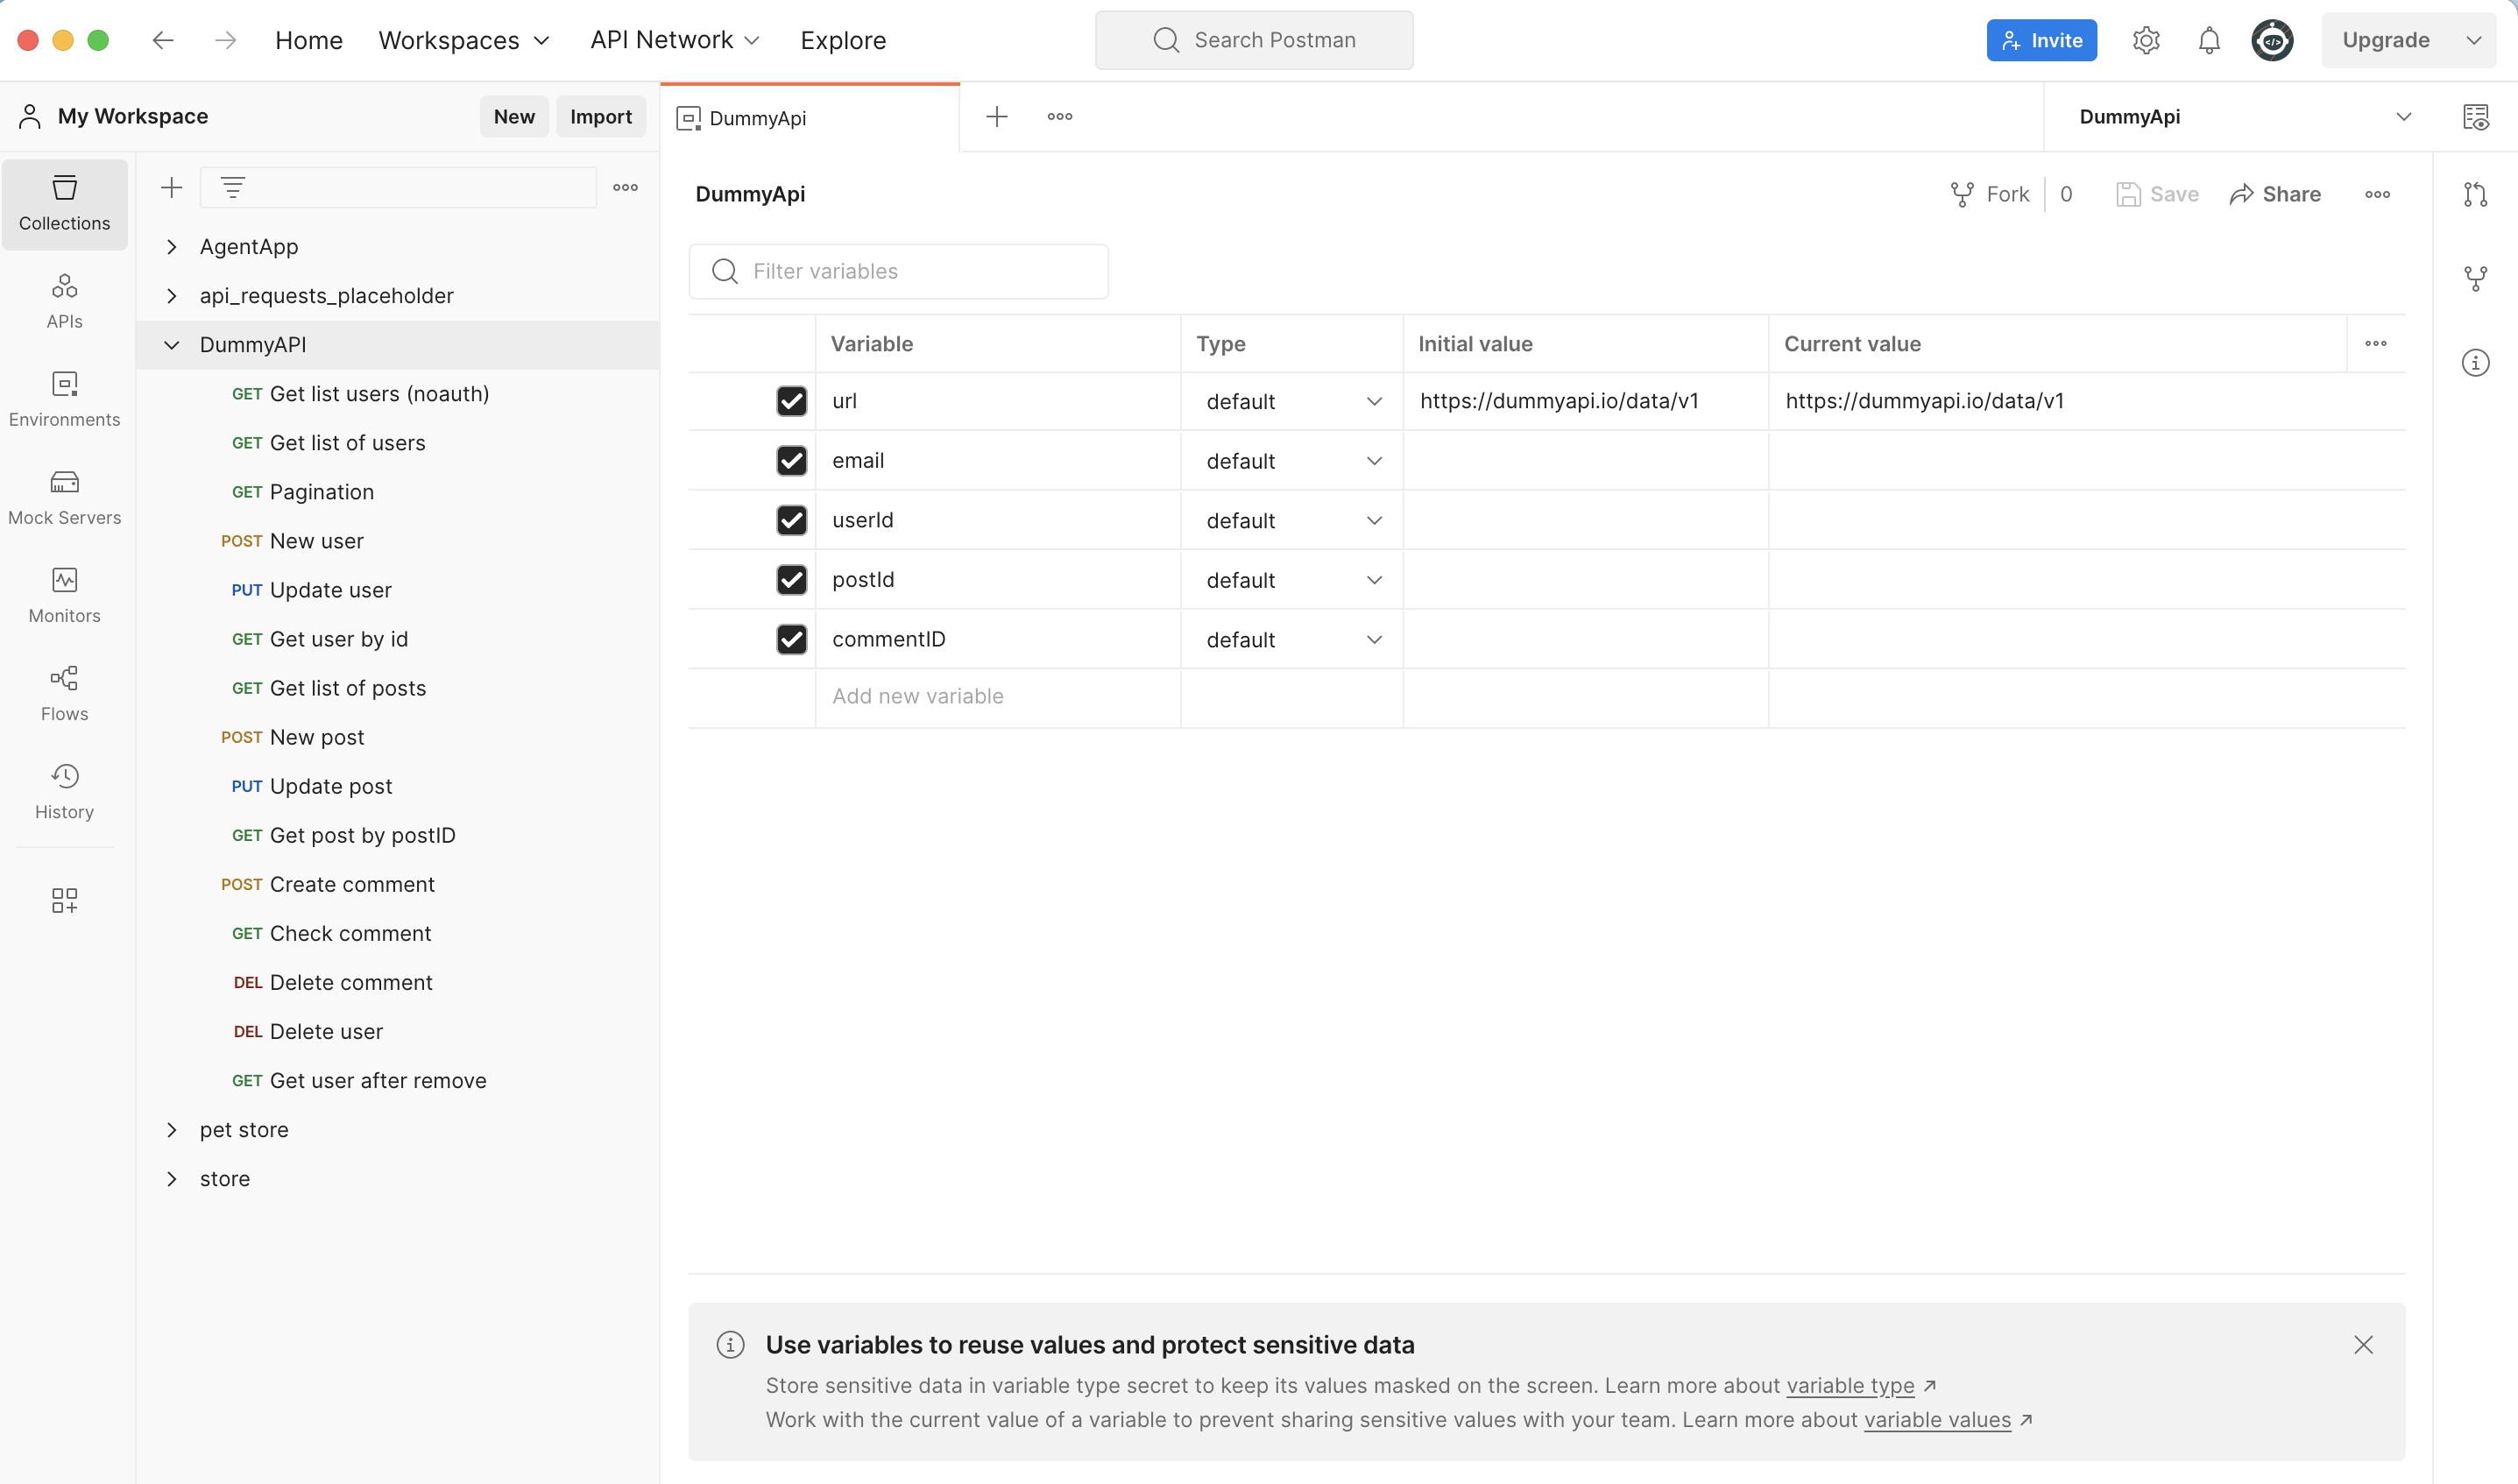 Home Workspaces API Network Explore Search Postman Invite Upgrade
My Workspace New Import DummyApi DummyApi
Collections
APIs
Environments
Mock Servers
Monitors
Flows
History
AgentApp
api_requests_placeholder
DummyAPI
GET Get list users (noauth)
GET Get list of users
GET Pagination
POST New user
PUT Update user
GET Get user by id
GET Get list of posts
POST New post
PUT Update post
GET Get post by postID
POST Create comment
GET Check comment
DEL Delete comment
DEL Delete user
GET Get user after remove
pet store
store
DummyApi Fork 0 Save Share
Filter variables
Variable Type Initial value Current value
url default https://dummyapi.io/data/v1 https://dummyapi.io/data/v1
email default
userId default
postId default
commentID default
Add new variable
Use variables to reuse values and protect sensitive data
Store sensitive data in variable type secret to keep its values masked on the screen. Learn more about variable type ↗
Work with the current value of a variable to prevent sharing sensitive values with your team. Learn more about variable values ↗